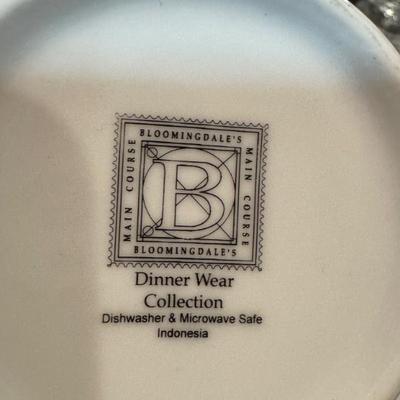 BLOOMINGDALE'S
MAIN COURSE
B
MAIN COURSE
BLOOMINGDALE'S
Dinner Wear
Collection
Dishwasher & Microwave Safe
Indonesia